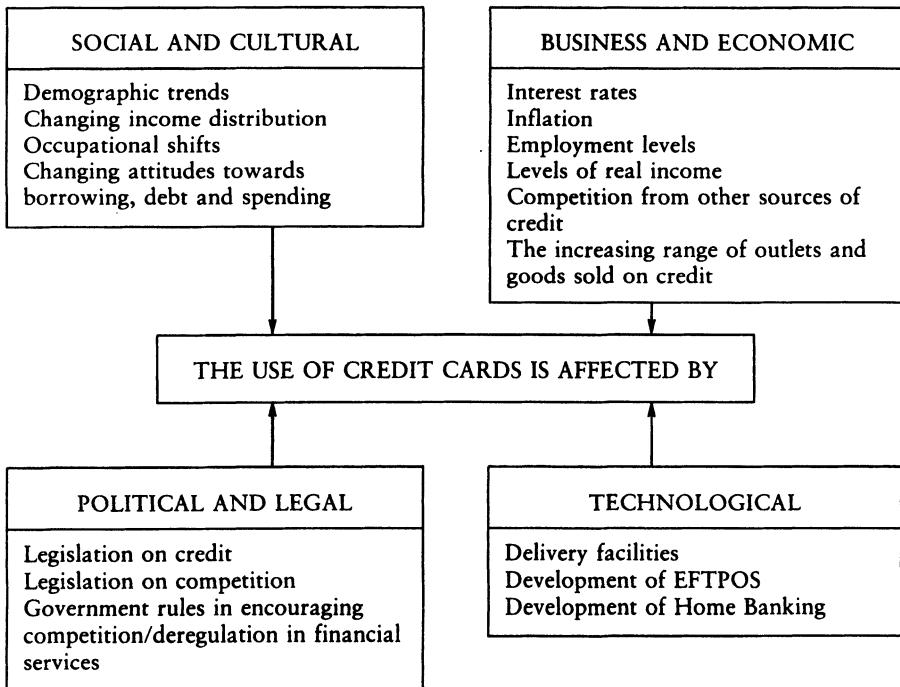 SOCIAL AND CULTURAL
Demographic trends
Changing income distribution
Occupational shifts
Changing attitudes towards
borrowing, debt and spending
BUSINESS AND ECONOMIC
Interest rates
Inflation
Employment levels
Levels of real income
Competition from other sources of
credit
The increasing range of outlets and
goods sold on credit
THE USE OF CREDIT CARDS IS AFFECTED BY
POLITICAL AND LEGAL
Legislation on credit
Legislation on competition
Government rules in encouraging
competition/deregulation in financial
services
TECHNOLOGICAL
Delivery facilities
Development of EFTPOS
Development of Home Banking